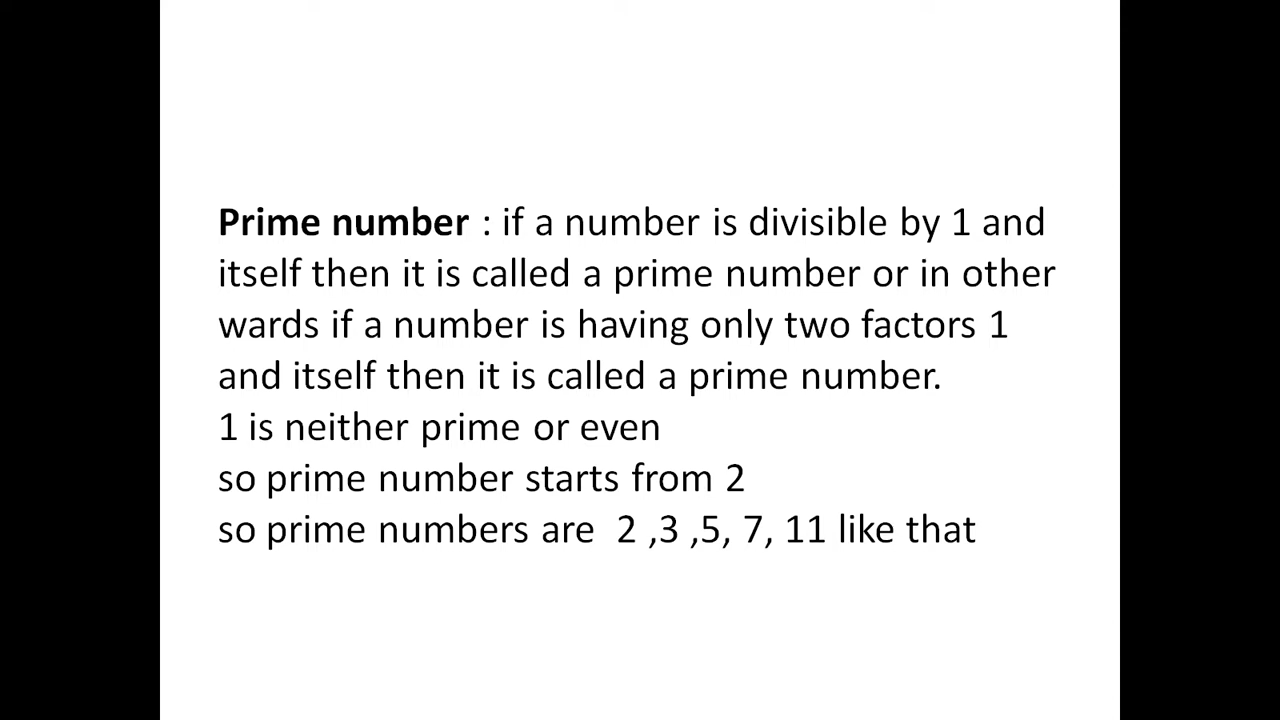 Prime number : if a number is divisible by 1 and
itself then it is called a prime number or in other
wards if a number is having only two factors 1
and itself then it is called a prime number.
1 is neither prime or even
so prime number starts from 2
so prime numbers are  2 ,3 ,5, 7, 11 like that